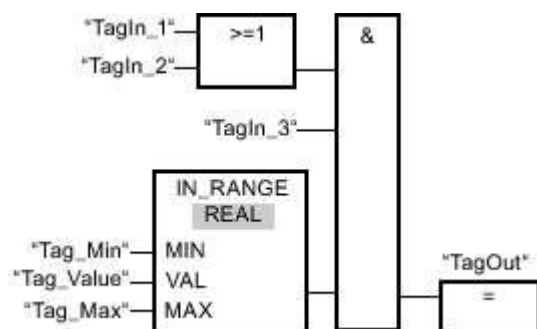 "TagIn_1"
>=1
&
"TagIn_2"
"TagIn_3"
IN_RANGE
REAL
"Tag_Min"
MIN
"Tag_Value"
VAL
"TagOut"
"Tag_Max"
MAX
=